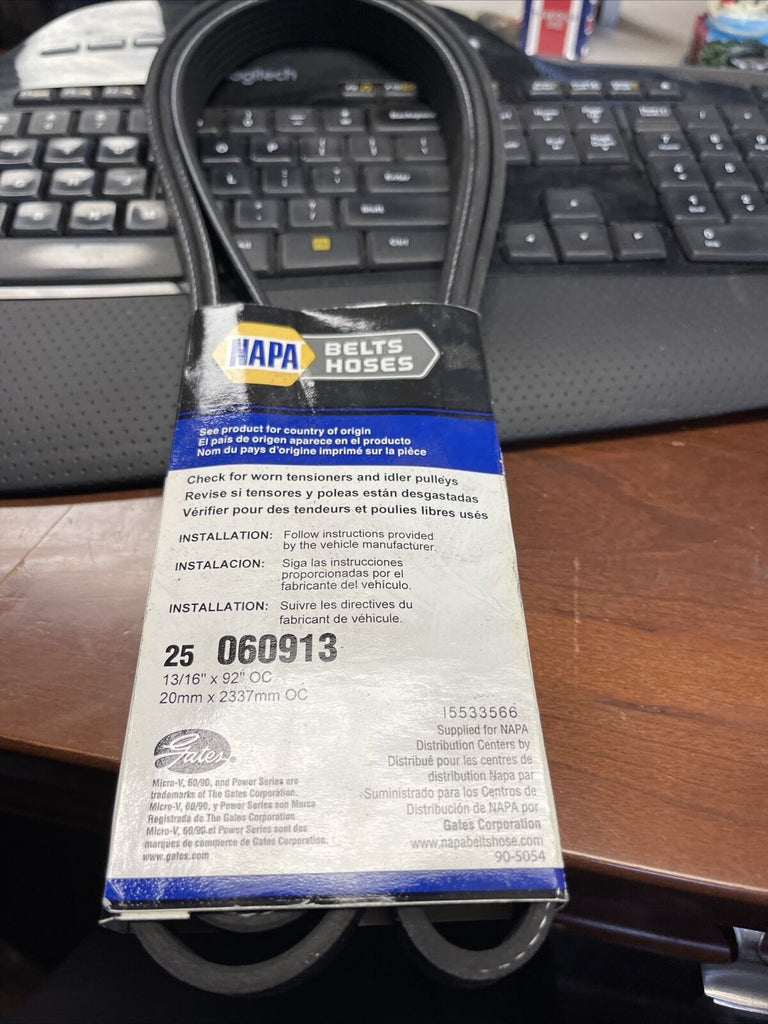 ogitech
Backspace
Enter
Shift
Ctrl
NAPA
BELTS
HOSES
See product for country of origin
El país de origen aparece en el producto
Nom du pays d'origine imprimé sur la pièce
Check for worn tensioners and idler pulleys
Revise si tensores y poleas están desgastadas
Vérifier pour des tendeurs et poulies libres usés
INSTALLATION: Follow instructions provided
by the vehicle manufacturer.
INSTALACION: Siga las instrucciones
proporcionadas por el
fabricante del vehículo.
INSTALLATION: Suivre les directives du
fabricant de véhicule.
25 060913
13/16" x 92" OC
20mm x 2337mm OC
Gates®
Micro-V, 60/90, and Power Series are
trademarks of The Gates Corporation.
Micro-V, 60/90, y Power Series son Marca
Registrada de The Gates Corporation
Micro-V, 60/90 et Power Series sont des
marques de commerce de Gates Corporation.
www.gates.com
15533566
Supplied for NAPA
Distribution Centers by
Distribué pour les centres de
distribution Napa par
Suministrado para los Centros de
Distribución de NAPA por
Gates Corporation
www.napabeltshose.com
90-5054